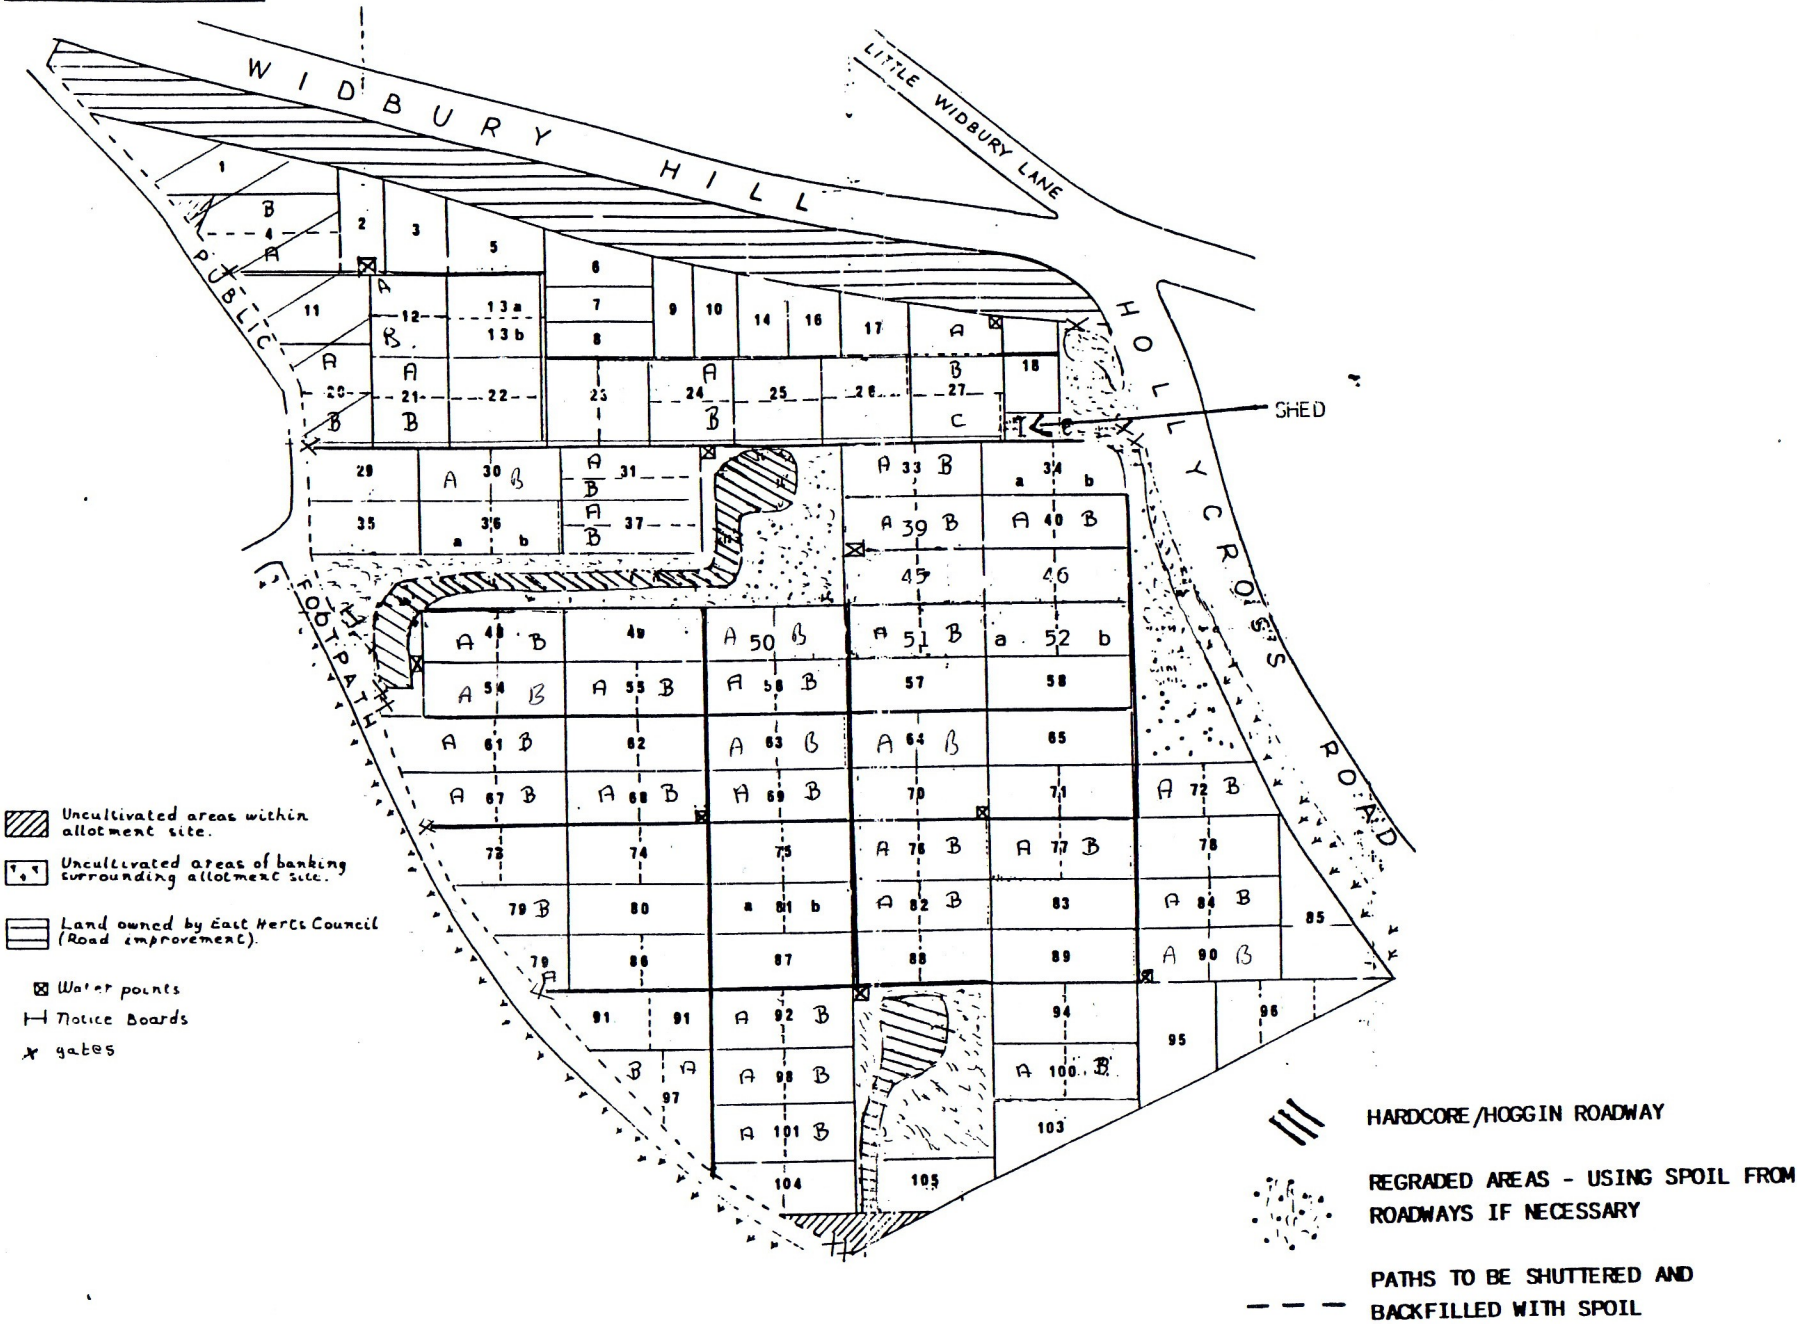 WIDBURY HILL
LITTLE WIDBURY LANE
HOLLYCROSS ROAD
PUBLIC FOOTPATH
SHED
1
B
4
A
2
3
5
6
7
8
9
10
14
16
17
A
11
A
12
B.
13a
13b
18
A
20
B
A
21
B
22
23
A
24
B
25
26
B
27
C
29
A 30 B
A 31
B
A 33 B
34
a b
35
36
a b
A
37
B
A 39 B
A 40 B
45
46
A 48 B
49
A 50 B
A 51 B
a 52 b
A 54 B
A 55 B
A 56 B
57
58
A 61 B
62
A 63 B
A 64 B
65
A 67 B
A 68 B
A 69 B
70
71
A 72 B
73
74
75
A 76 B
A 77 B
78
79 B
80
a 81 b
A 82 B
83
A 84 B
85
79
A
86
87
88
89
A 90 B
91
91
A 92 B
94
95
96
B A
97
A 98 B
A 100 B
A 101 B
103
104
105
Uncultivated areas within
allotment site.
Uncultivated areas of banking
surrounding allotment site.
Land owned by East Herts Council
(Road improvement).
Water points
Notice Boards
gates
HARDCORE/HOGGIN ROADWAY
REGRADED AREAS - USING SPOIL FROM
ROADWAYS IF NECESSARY
PATHS TO BE SHUTTERED AND
BACKFILLED WITH SPOIL